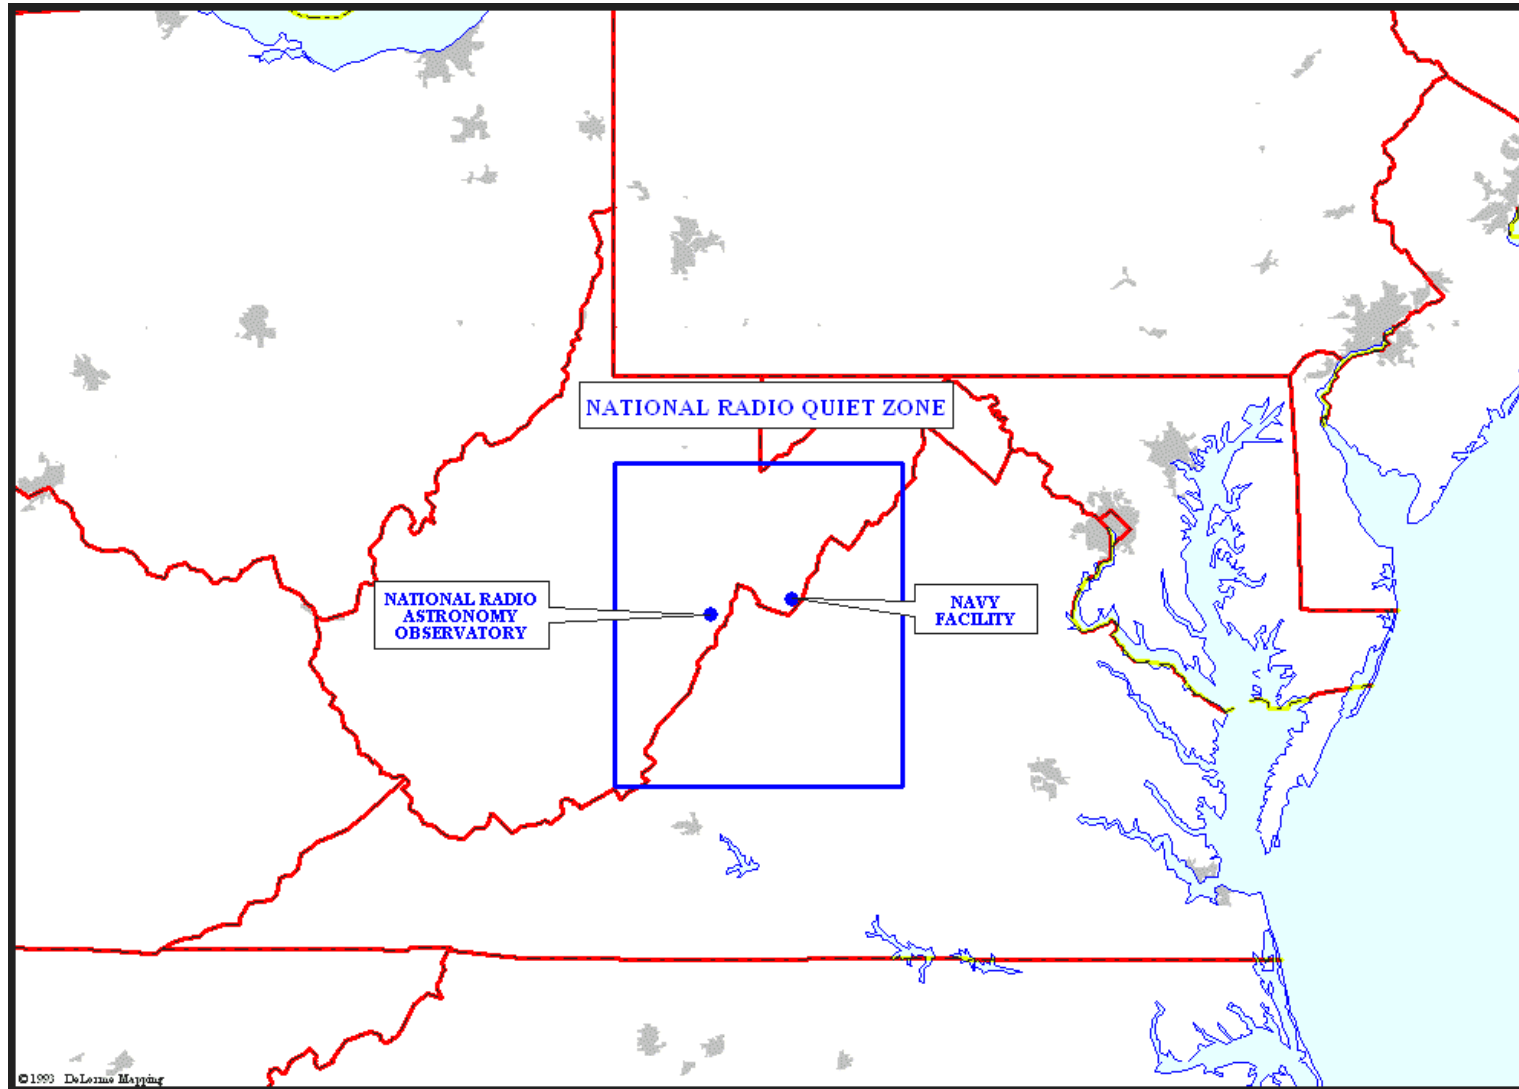 NATIONAL RADIO QUIET ZONE
NATIONAL RADIO
ASTRONOMY
OBSERVATORY
NAVY
FACILITY
©1993 DeLorme Mapping